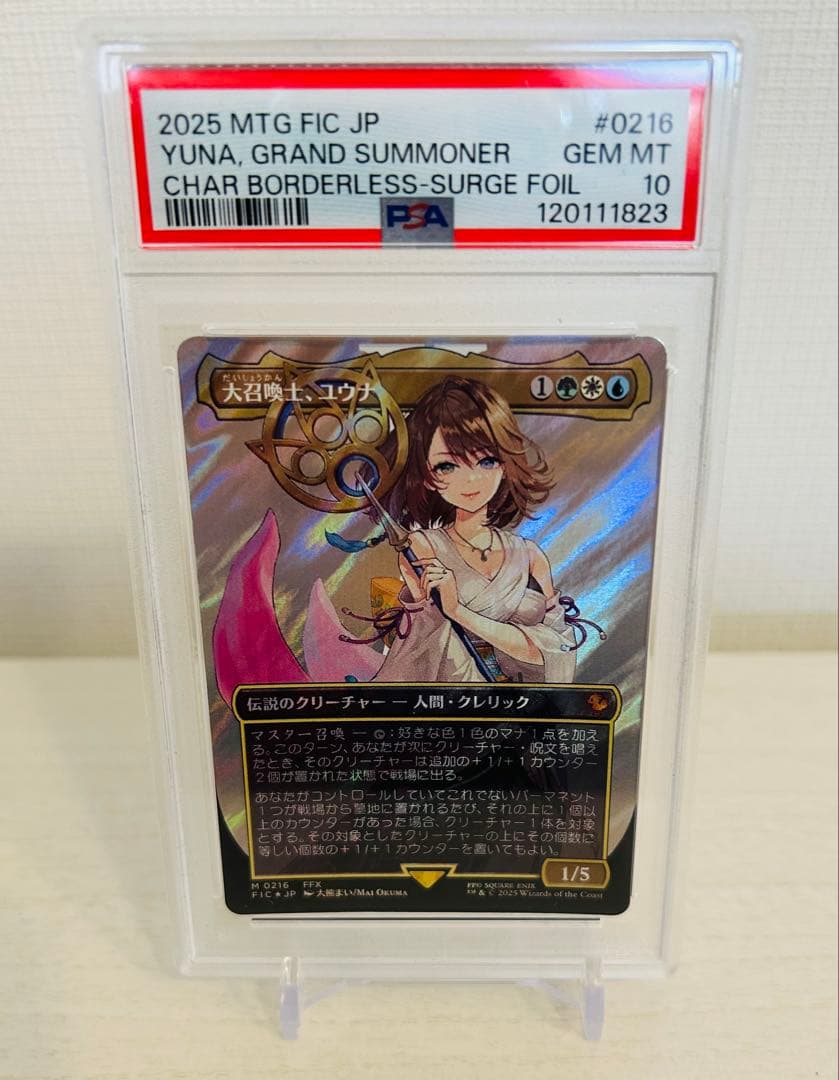 2025 MTG FIC JP #0216
YUNA, GRAND SUMMONER GEM MT
CHAR BORDERLESS-SURGE FOIL 10
PSA 120111823
だいしょうかん
大召喚士、ユウナ 1
伝説のクリーチャー ― 人間・クレリック
マスター召喚 ― :好きな色1色のマナ1点を加え
る。このターン、あなたが次にクリーチャー・呪文を唱え
たとき、そのクリーチャーは追加の+1/+1カウンター
2個が置かれた状態で戦場に出る。
あなたがコントロールしていてこれでないパーマネント
1つが戦場から墓地に置かれるたび、それの上に1個以
上のカウンターがあった場合、クリーチャー1体を対象
とする。その対象としたクリーチャーの上にその個数に
等しい個数の+1/+1カウンターを置いてもよい。
1/5
M 0216 FFX
FIC★JP 大熊まい/MAI OKUMA
FPO SQUARE ENIX
™ & © 2025 Wizards of the Coast